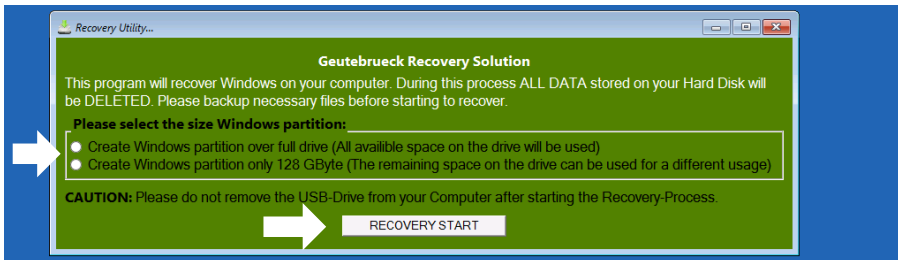 Recovery Utility...
Geutebrueck Recovery Solution
This program will recover Windows on your computer. During this process ALL DATA stored on your Hard Disk will
be DELETED. Please backup necessary files before starting to recover.
Please select the size Windows partition:
Create Windows partition over full drive (All availible space on the drive will be used)
Create Windows partition only 128 GByte (The remaining space on the drive can be used for a different usage)
CAUTION: Please do not remove the USB-Drive from your Computer after starting the Recovery-Process.
RECOVERY START